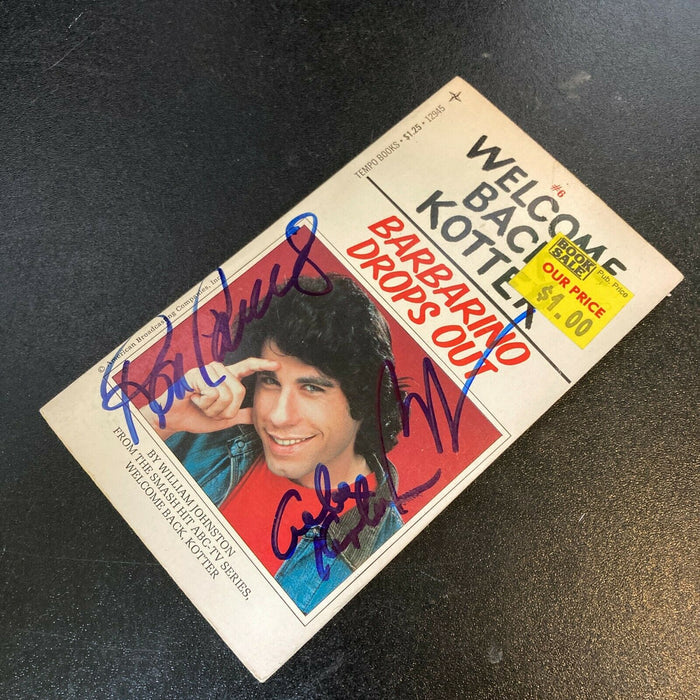 TEMPO BOOKS • $1.25 • 12945
#6
WELCOME
BACK
KOTTER
BOOK
SALE!
Pub. Price
OUR PRICE
$1.00
BARBARINO
DROPS OUT
© American Broadcasting Companies, Inc.
BY WILLIAM JOHNSTON
FROM THE SMASH HIT ABC-TV SERIES,
WELCOME BACK, KOTTER